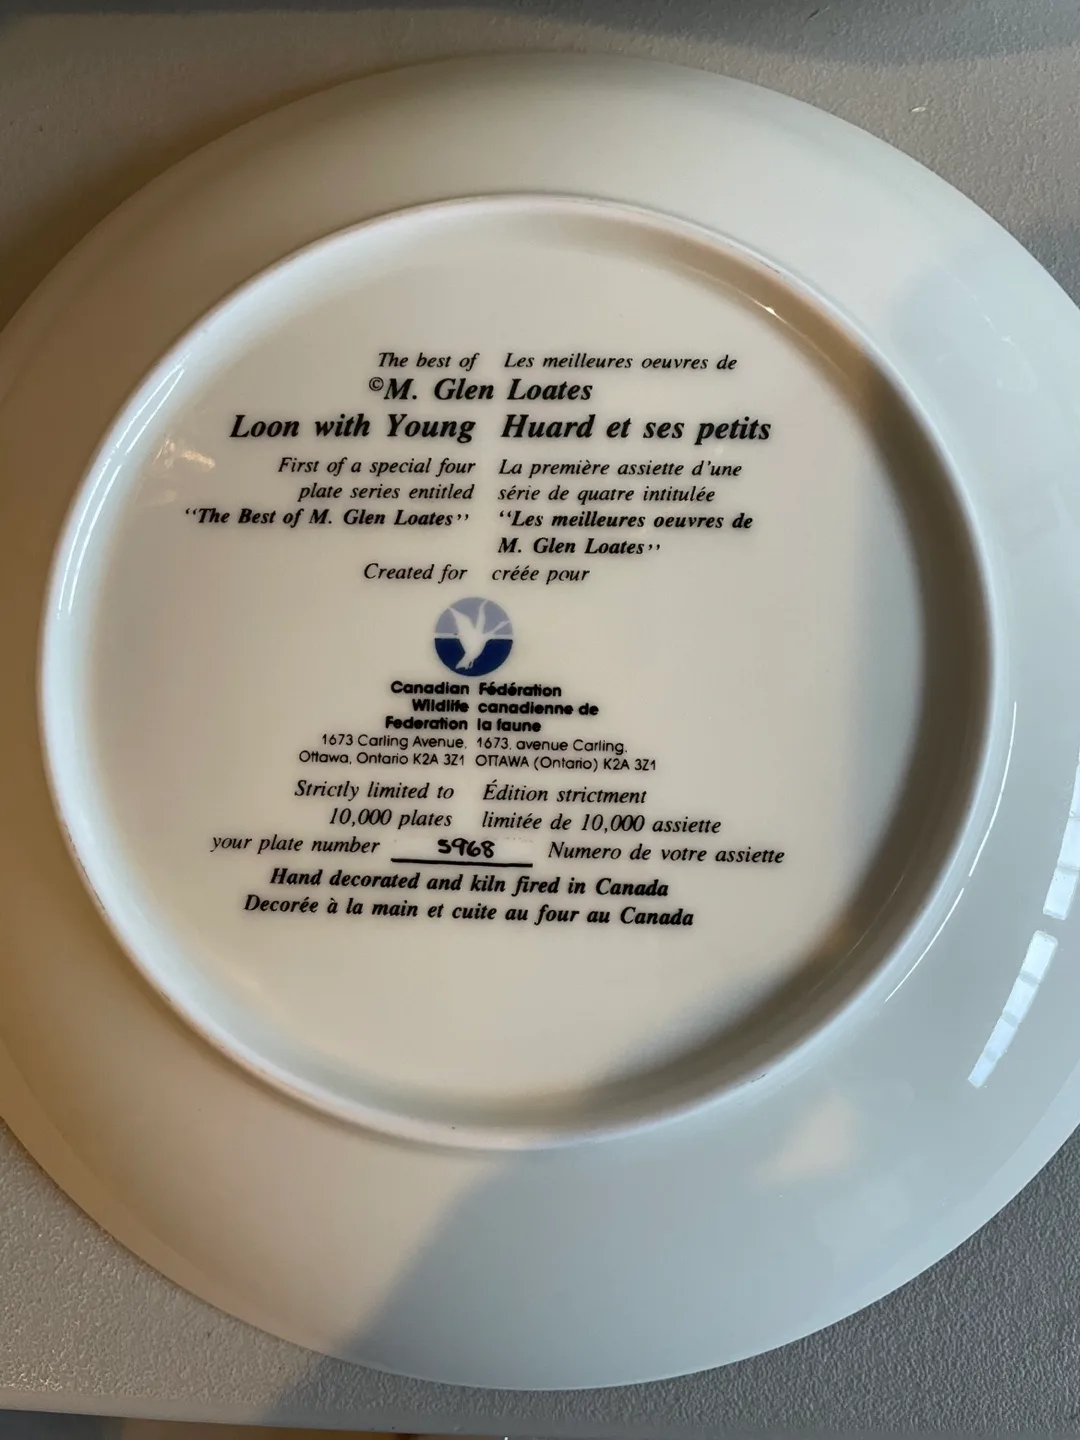 The best of Les meilleures oeuvres de
©M. Glen Loates
Loon with Young Huard et ses petits
First of a special four La première assiette d'une
plate series entitled série de quatre intitulée
“The Best of M. Glen Loates” “Les meilleures oeuvres de
M. Glen Loates”
Created for créée pour
Canadian Fédération
Wildlife canadienne de
Federation la faune
1673 Carling Avenue, 1673, avenue Carling,
Ottawa, Ontario K2A 3Z1 OTTAWA (Ontario) K2A 3Z1
Strictly limited to Édition strictment
10,000 plates limitée de 10,000 assiette
your plate number 5968 Numero de votre assiette
Hand decorated and kiln fired in Canada
Decorée à la main et cuite au four au Canada